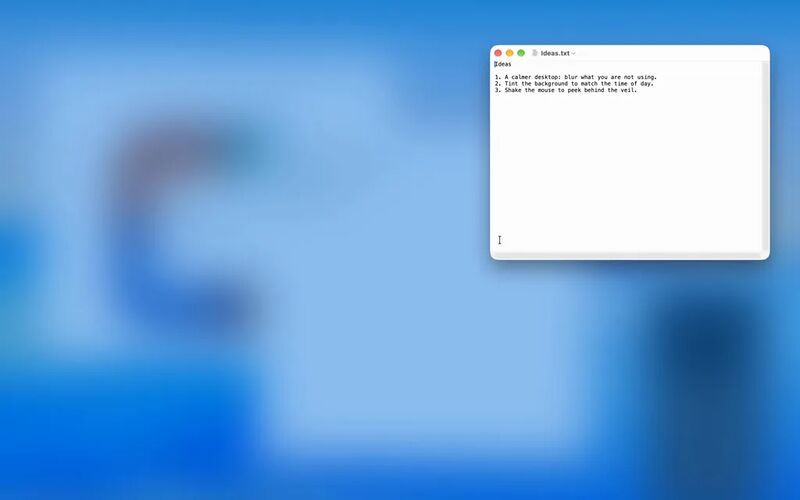 Ideas.txt
Ideas
1. A calmer desktop: blur what you are not using.
2. Tint the background to match the time of day.
3. Shake the mouse to peek behind the veil.